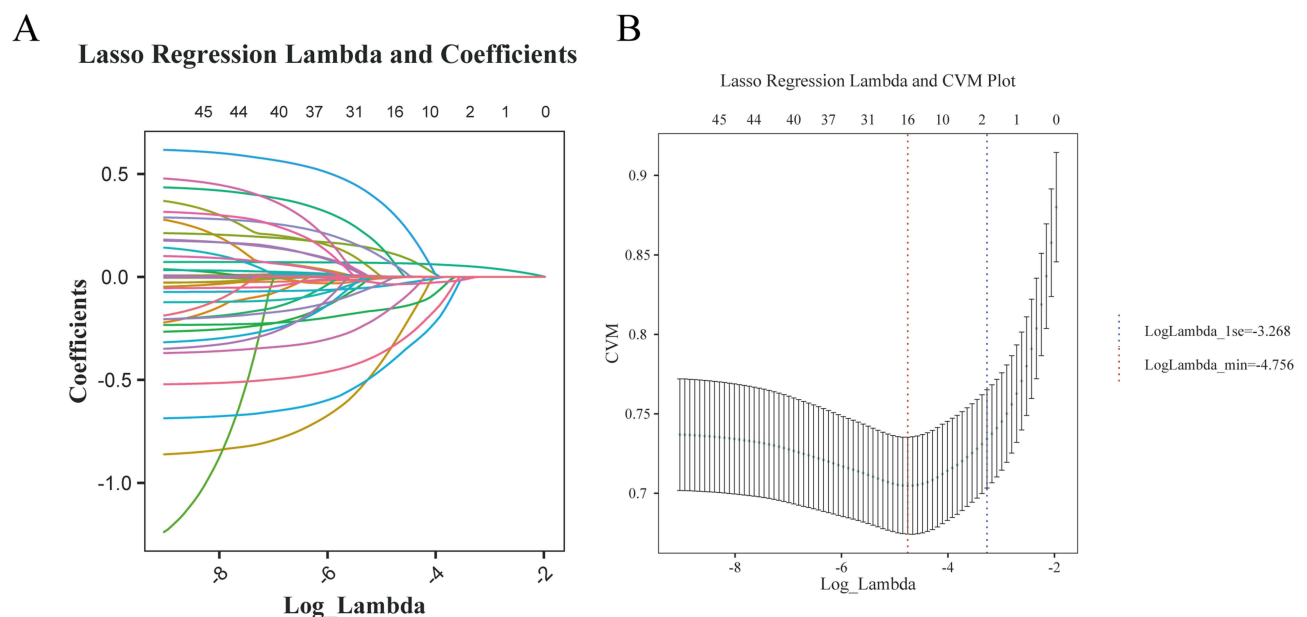 A
Lasso Regression Lambda and Coefficients
45 44 40 37 31 16 10 2 1 0
0.5
0.0
-0.5
-1.0
Coefficients
-8 -6 -4 -2
Log_Lambda
B
Lasso Regression Lambda and CVM Plot
45 44 40 37 31 16 10 2 1 0
0.9
0.85
0.8
0.75
0.7
CVM
-8 -6 -4 -2
Log_Lambda
LogLambda_1se=-3.268
LogLambda_min=-4.756